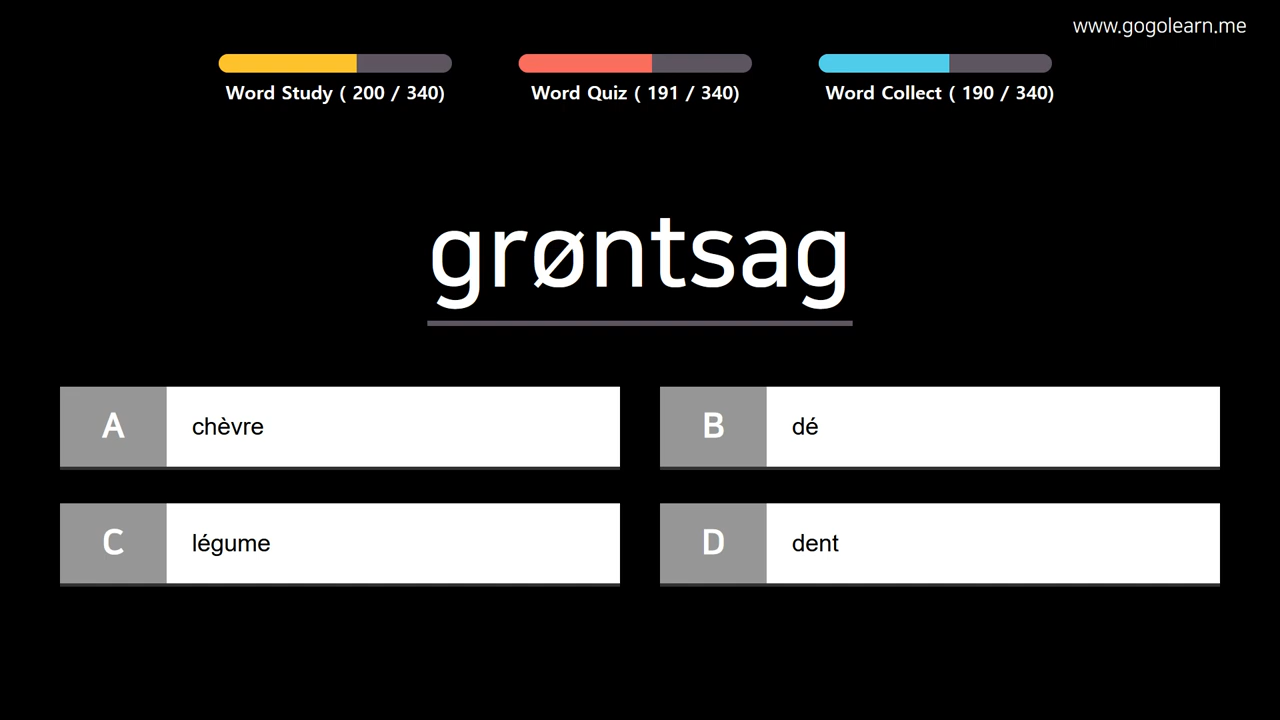 www.gogolearn.me
Word Study ( 200 / 340)
Word Quiz ( 191 / 340)
Word Collect ( 190 / 340)
grøntsag
A chèvre
B dé
C légume
D dent